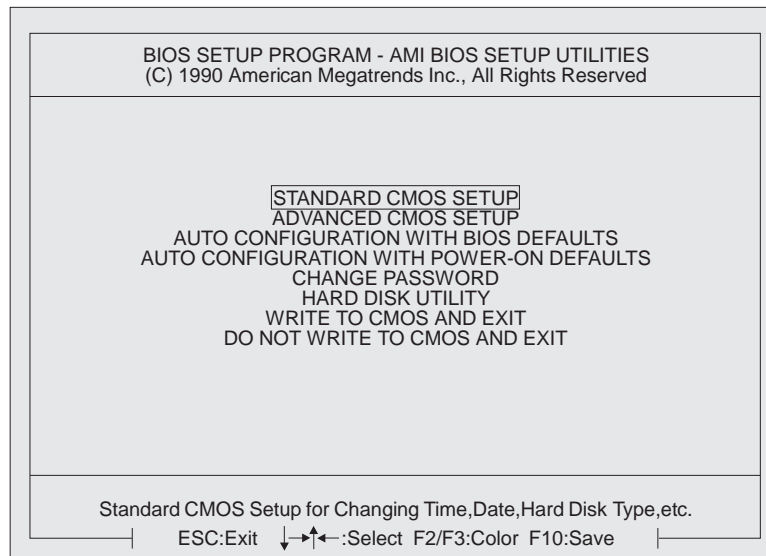 BIOS SETUP PROGRAM - AMI BIOS SETUP UTILITIES
(C) 1990 American Megatrends Inc., All Rights Reserved
STANDARD CMOS SETUP
ADVANCED CMOS SETUP
AUTO CONFIGURATION WITH BIOS DEFAULTS
AUTO CONFIGURATION WITH POWER-ON DEFAULTS
CHANGE PASSWORD
HARD DISK UTILITY
WRITE TO CMOS AND EXIT
DO NOT WRITE TO CMOS AND EXIT
Standard CMOS Setup for Changing Time,Date,Hard Disk Type,etc.
ESC:Exit ↓→↑←:Select F2/F3:Color F10:Save